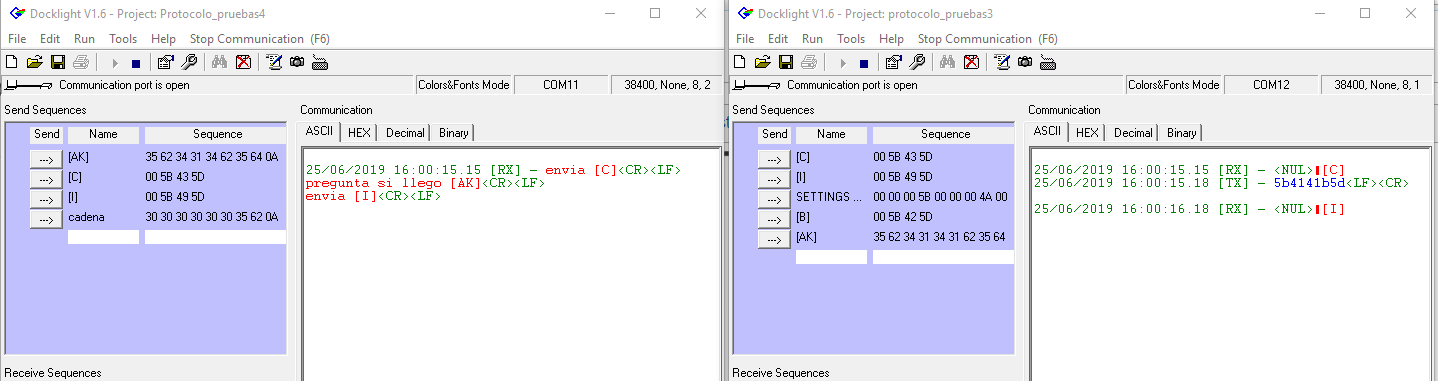 Docklight V1.6 - Project: Protocolo_pruebas4
File Edit Run Tools Help Stop Communication (F6)
Communication port is open Colors&Fonts Mode COM11 38400, None, 8, 2
Send Sequences
Send Name Sequence
---> [AK] 35 62 34 31 34 62 35 64 0A
---> [C] 00 5B 43 5D
---> [I] 00 5B 49 5D
---> cadena 30 30 30 30 30 30 35 62 0A
Receive Sequences
Communication
ASCII HEX Decimal Binary
25/06/2019 16:00:15.15 [RX] - envia [C]<CR><LF>
pregunta si llego [AK]<CR><LF>
envia [I]<CR><LF>
Docklight V1.6 - Project: protocolo_pruebas3
File Edit Run Tools Help Stop Communication (F6)
Communication port is open Colors&Fonts Mode COM12 38400, None, 8, 1
Send Sequences
Send Name Sequence
---> [C] 00 5B 43 5D
---> [I] 00 5B 49 5D
---> SETTINGS ... 00 00 00 5B 00 00 00 4A 00
---> [B] 00 5B 42 5D
---> [AK] 35 62 34 31 34 31 62 35 64
Receive Sequences
Communication
ASCII HEX Decimal Binary
25/06/2019 16:00:15.15 [RX] - <NUL>▮[C]
25/06/2019 16:00:15.18 [TX] - 5b4141b5d<LF><CR>
25/06/2019 16:00:16.18 [RX] - <NUL>▮[I]